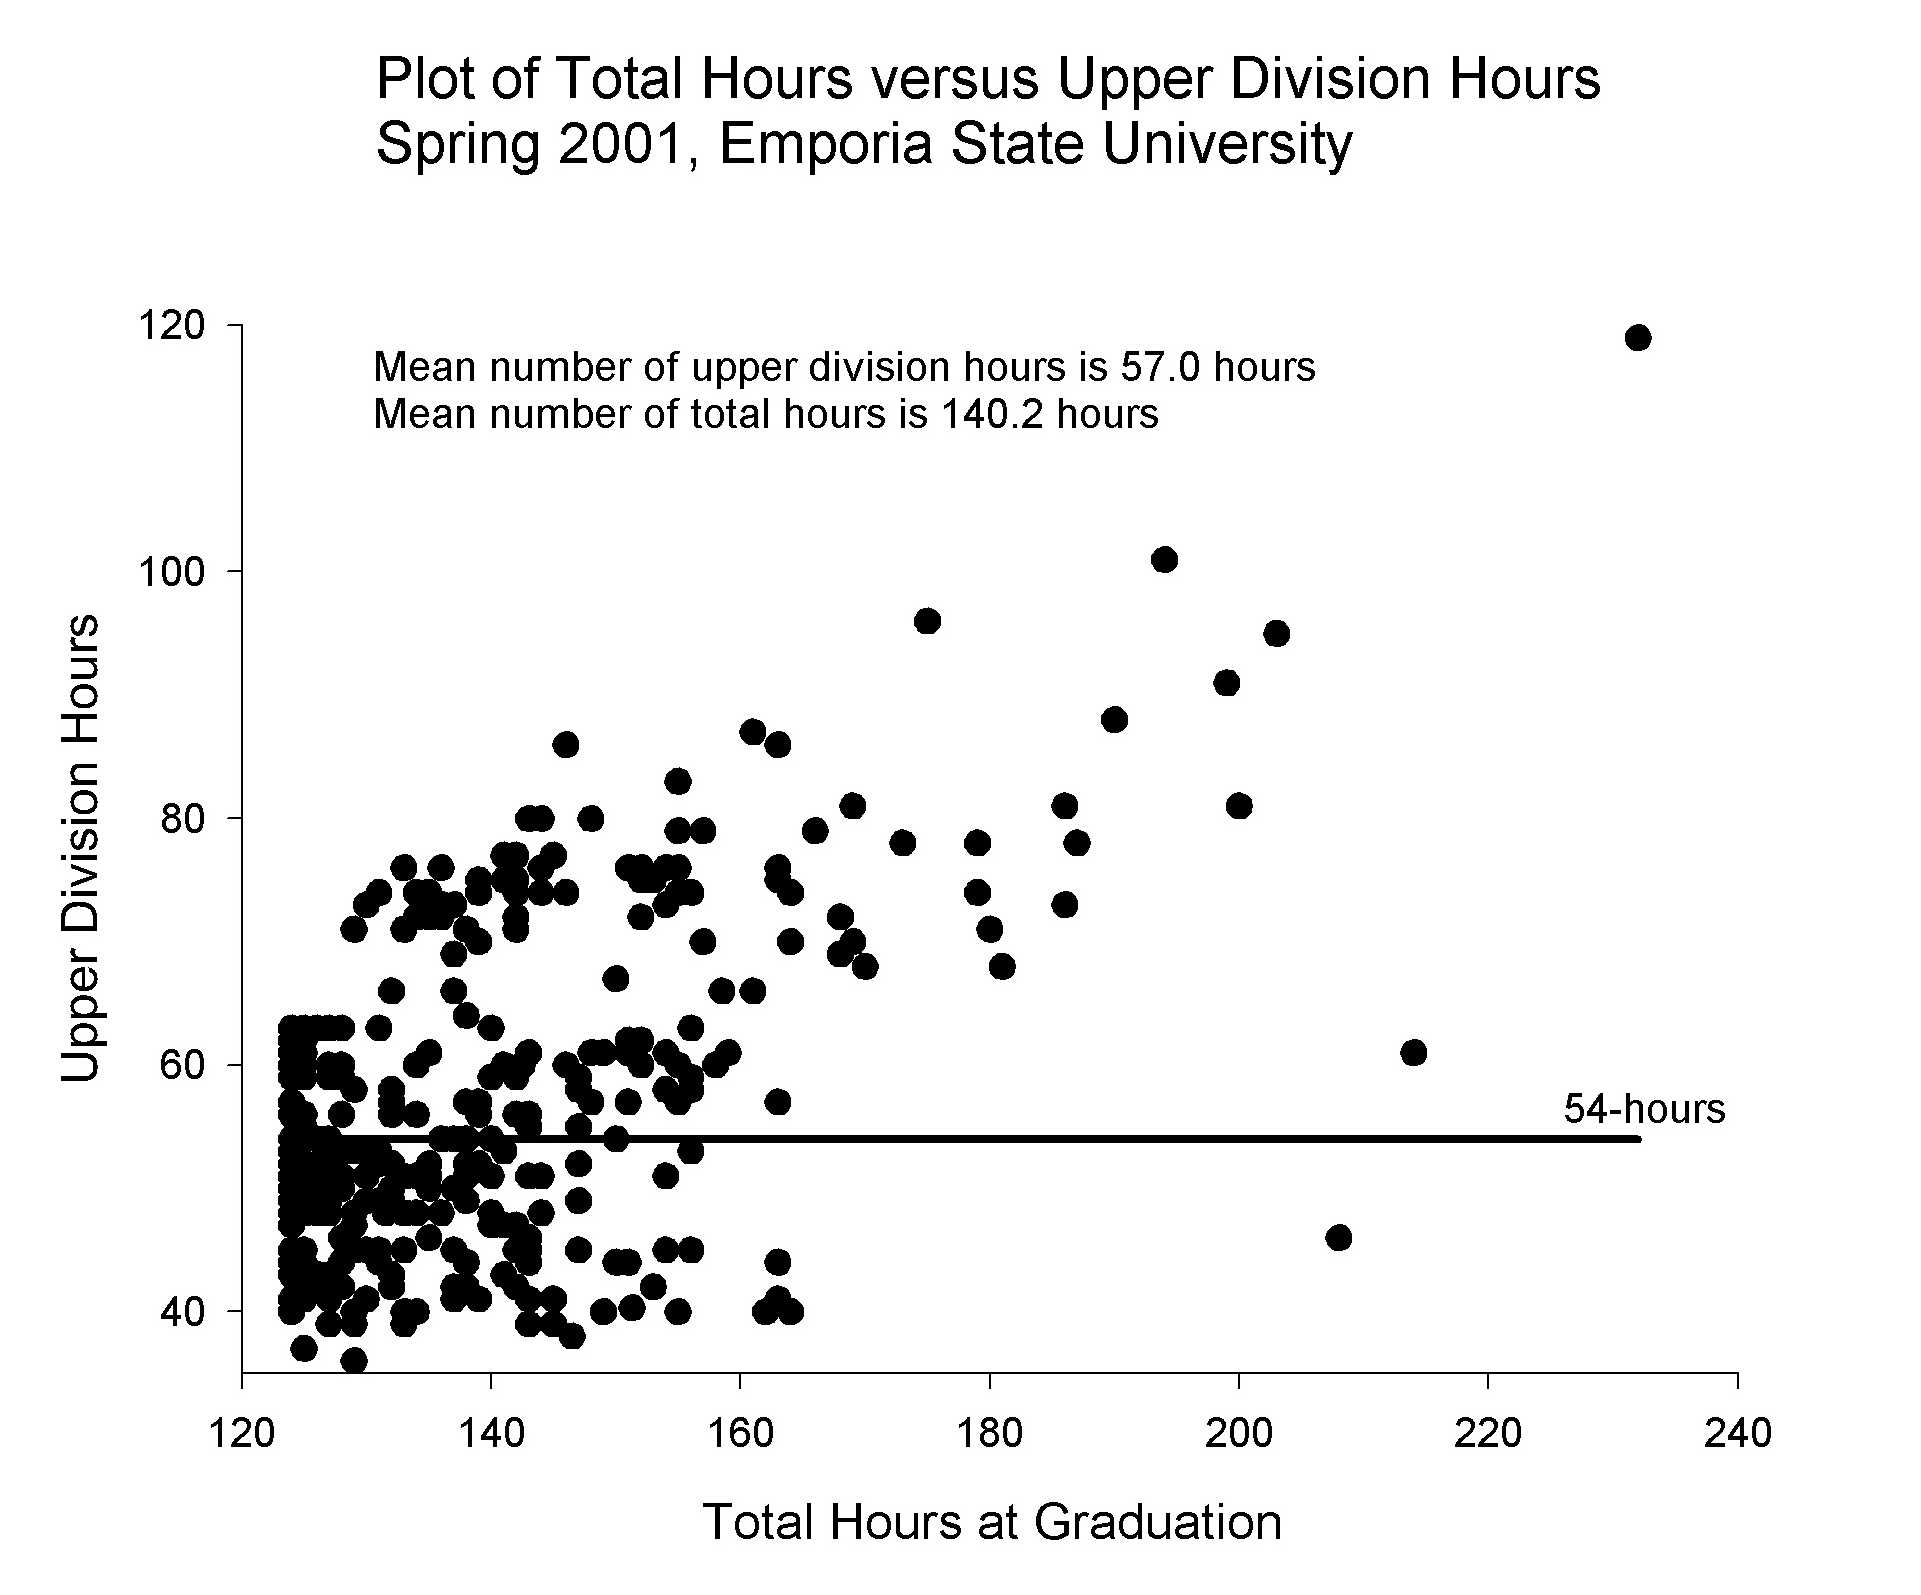 Plot of Total Hours versus Upper Division Hours
Spring 2001, Emporia State University
Mean number of upper division hours is 57.0 hours
Mean number of total hours is 140.2 hours
120
100
80
60
40
Upper Division Hours
54-hours
120 140 160 180 200 220 240
Total Hours at Graduation